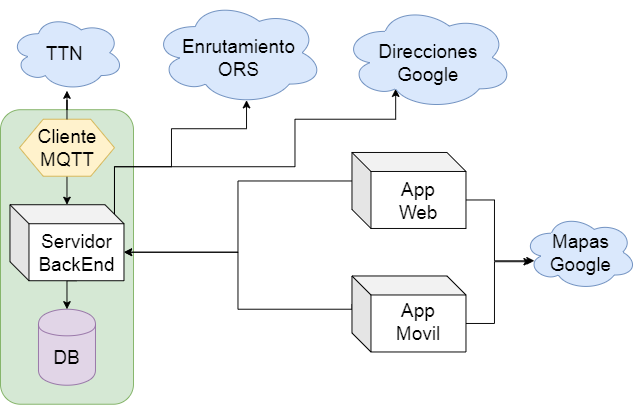 TTN
Enrutamiento
ORS
Direcciones
Google
Cliente
MQTT
App
Web
Servidor
BackEnd
Mapas
Google
App
Movil
DB